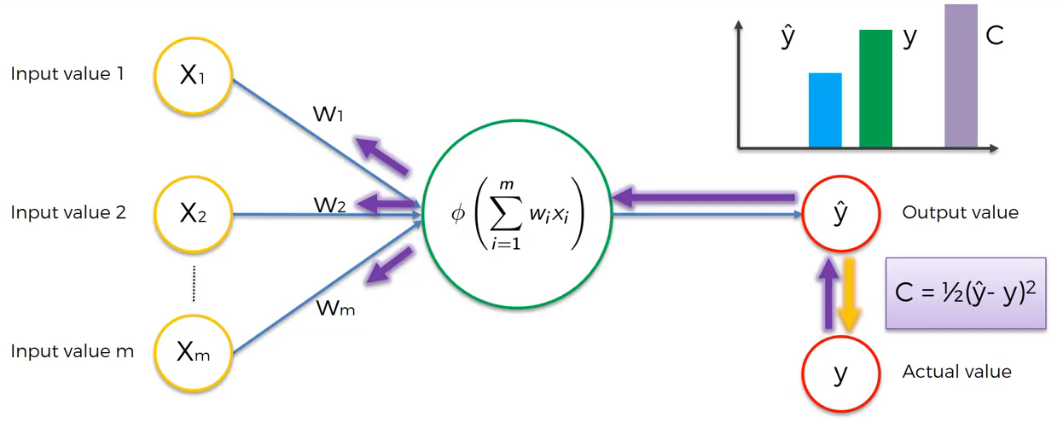 ŷ y C
Input value 1 X₁
W₁
Input value 2 X₂ W₂ ϕ (∑ᵢ₌₁ᵐ wᵢxᵢ) ŷ Output value
C = ½(ŷ- y)²
Wₘ
Input value m Xₘ
y Actual value